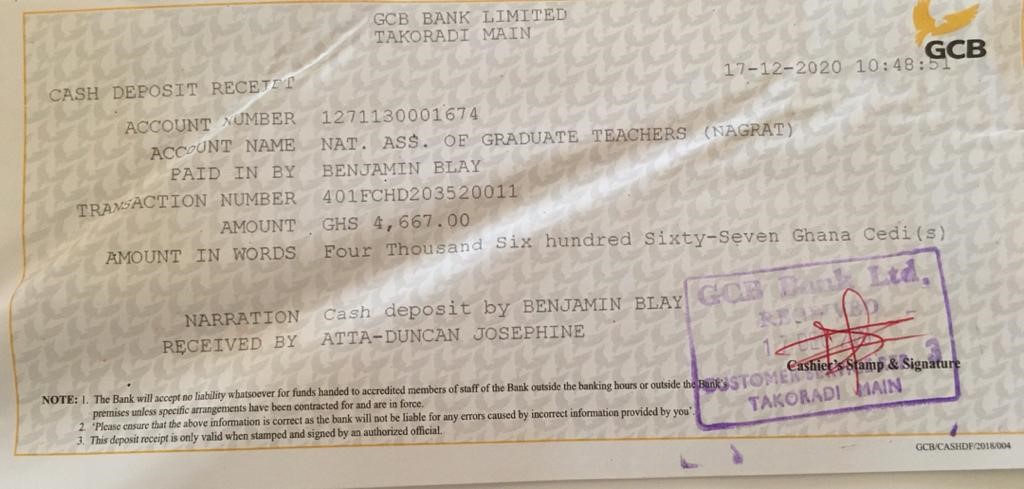 GCB BANK LIMITED
TAKORADI MAIN
GCB
17-12-2020 10:48:51
CASH DEPOSIT RECEIPT
ACCOUNT NUMBER 1271130001674
ACCOUNT NAME NAT. ASS. OF GRADUATE TEACHERS (NAGRAT)
PAID IN BY BENJAMIN BLAY
TRANSACTION NUMBER 401FCHD203520011
AMOUNT GHS 4,667.00
AMOUNT IN WORDS Four Thousand Six hundred Sixty-Seven Ghana Cedi(s)
NARRATION Cash deposit by BENJAMIN BLAY
RECEIVED BY ATTA-DUNCAN JOSEPHINE
GCB Bank Ltd.
RECEIVED
Cashier's Stamp & Signature
CUSTOMER 3
TAKORADI MAIN
NOTE: 1. The Bank will accept no liability whatsoever for funds handed to accredited members of staff of the Bank outside the banking hours or outside the Bank's
premises unless specific arrangements have been contracted for and are in force.
2. 'Please ensure that the above information is correct as the bank will not be liable for any errors caused by incorrect information provided by you'.
3. This deposit receipt is only valid when stamped and signed by an authorized official.
GCB/CASHDF/2018/004